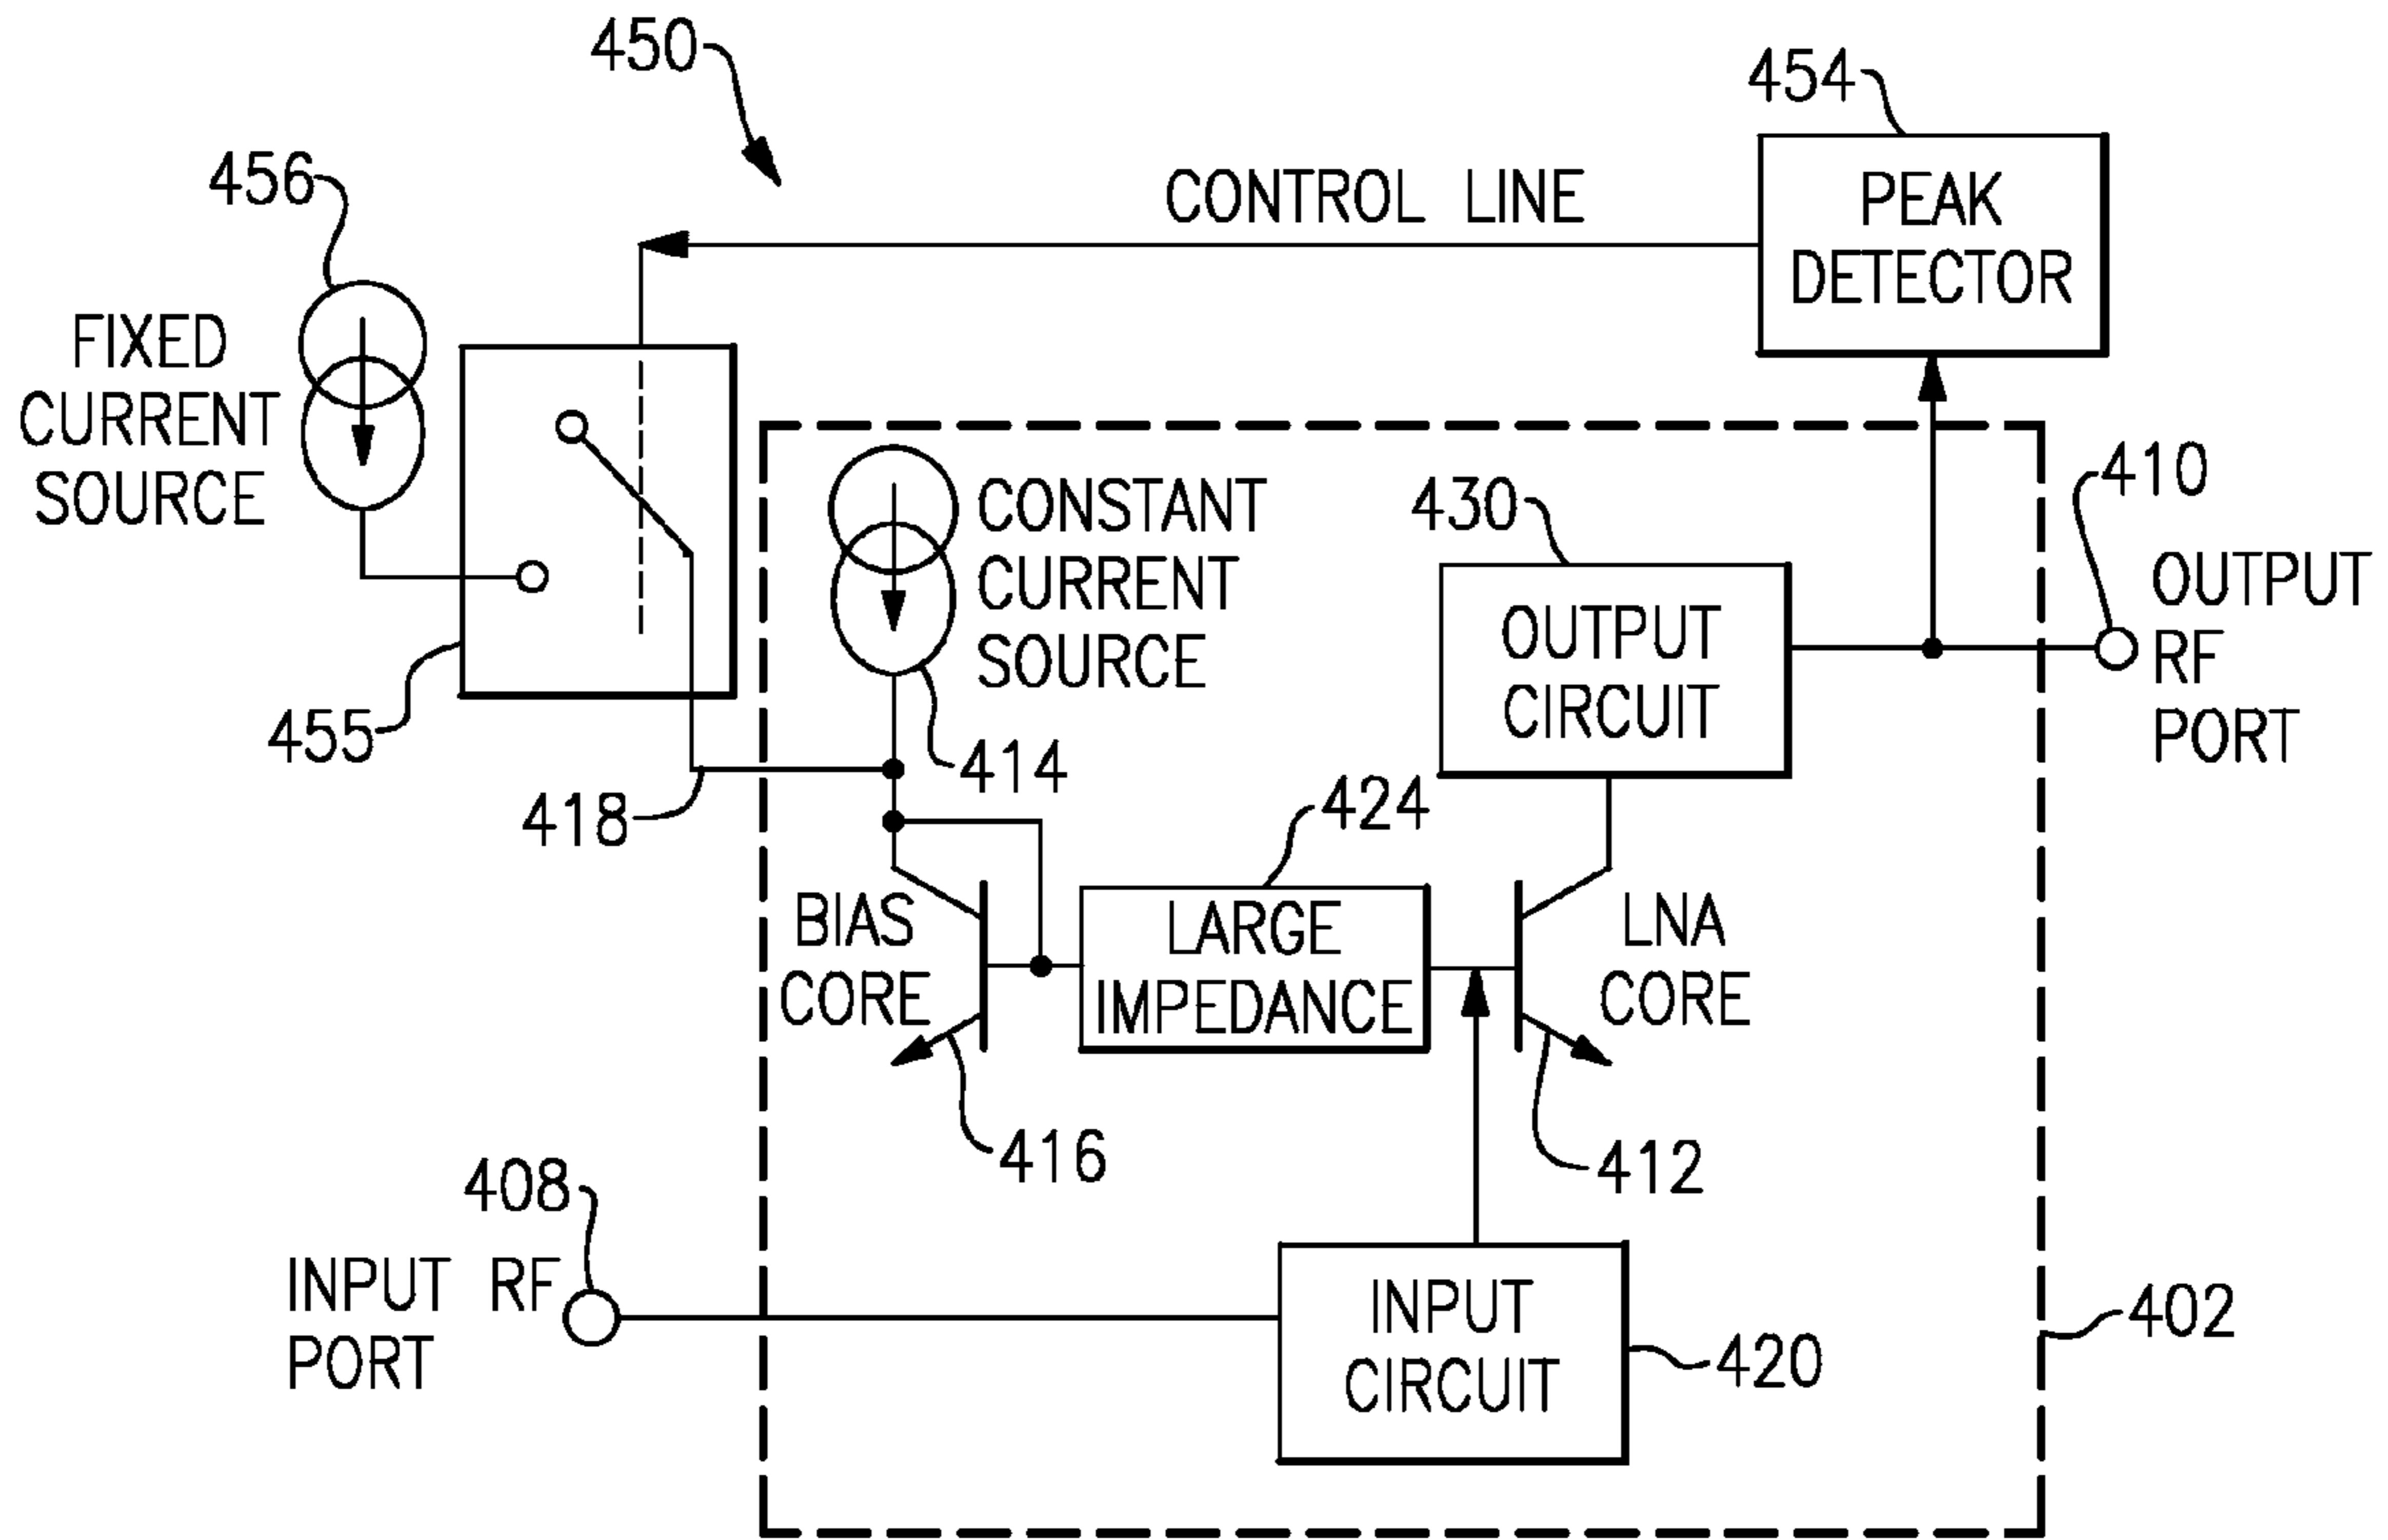 450
454
PEAK
DETECTOR
CONTROL LINE
456
FIXED
CURRENT
SOURCE
455
CONSTANT
CURRENT
SOURCE
414
418
430
OUTPUT
CIRCUIT
410
OUTPUT
RF
PORT
424
BIAS
CORE
LARGE
IMPEDANCE
LNA
CORE
416
412
408
INPUT RF
PORT
INPUT
CIRCUIT
420
402